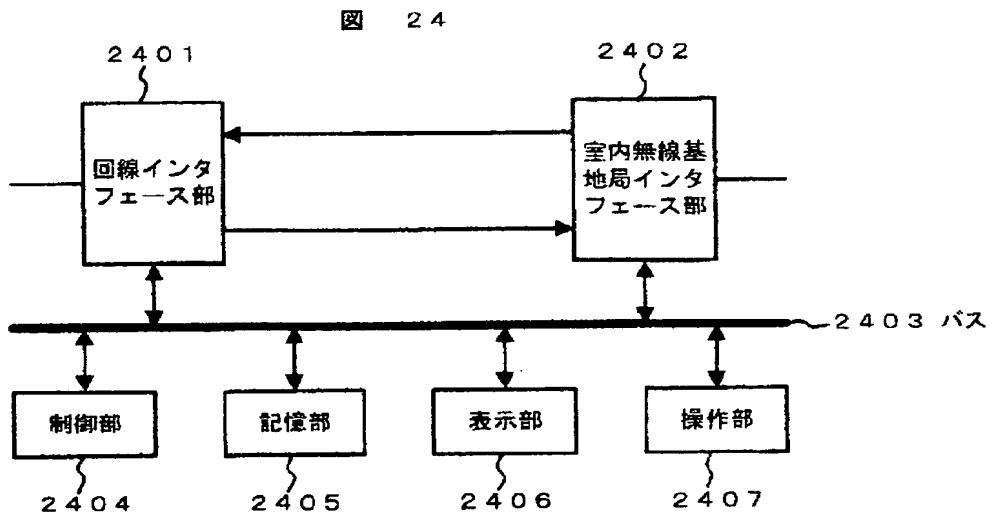 図 24
2401
2402
回線インタ
フェース部
室内無線基
地局インタ
フェース部
2403 バス
制御部
記憶部
表示部
操作部
2404
2405
2406
2407